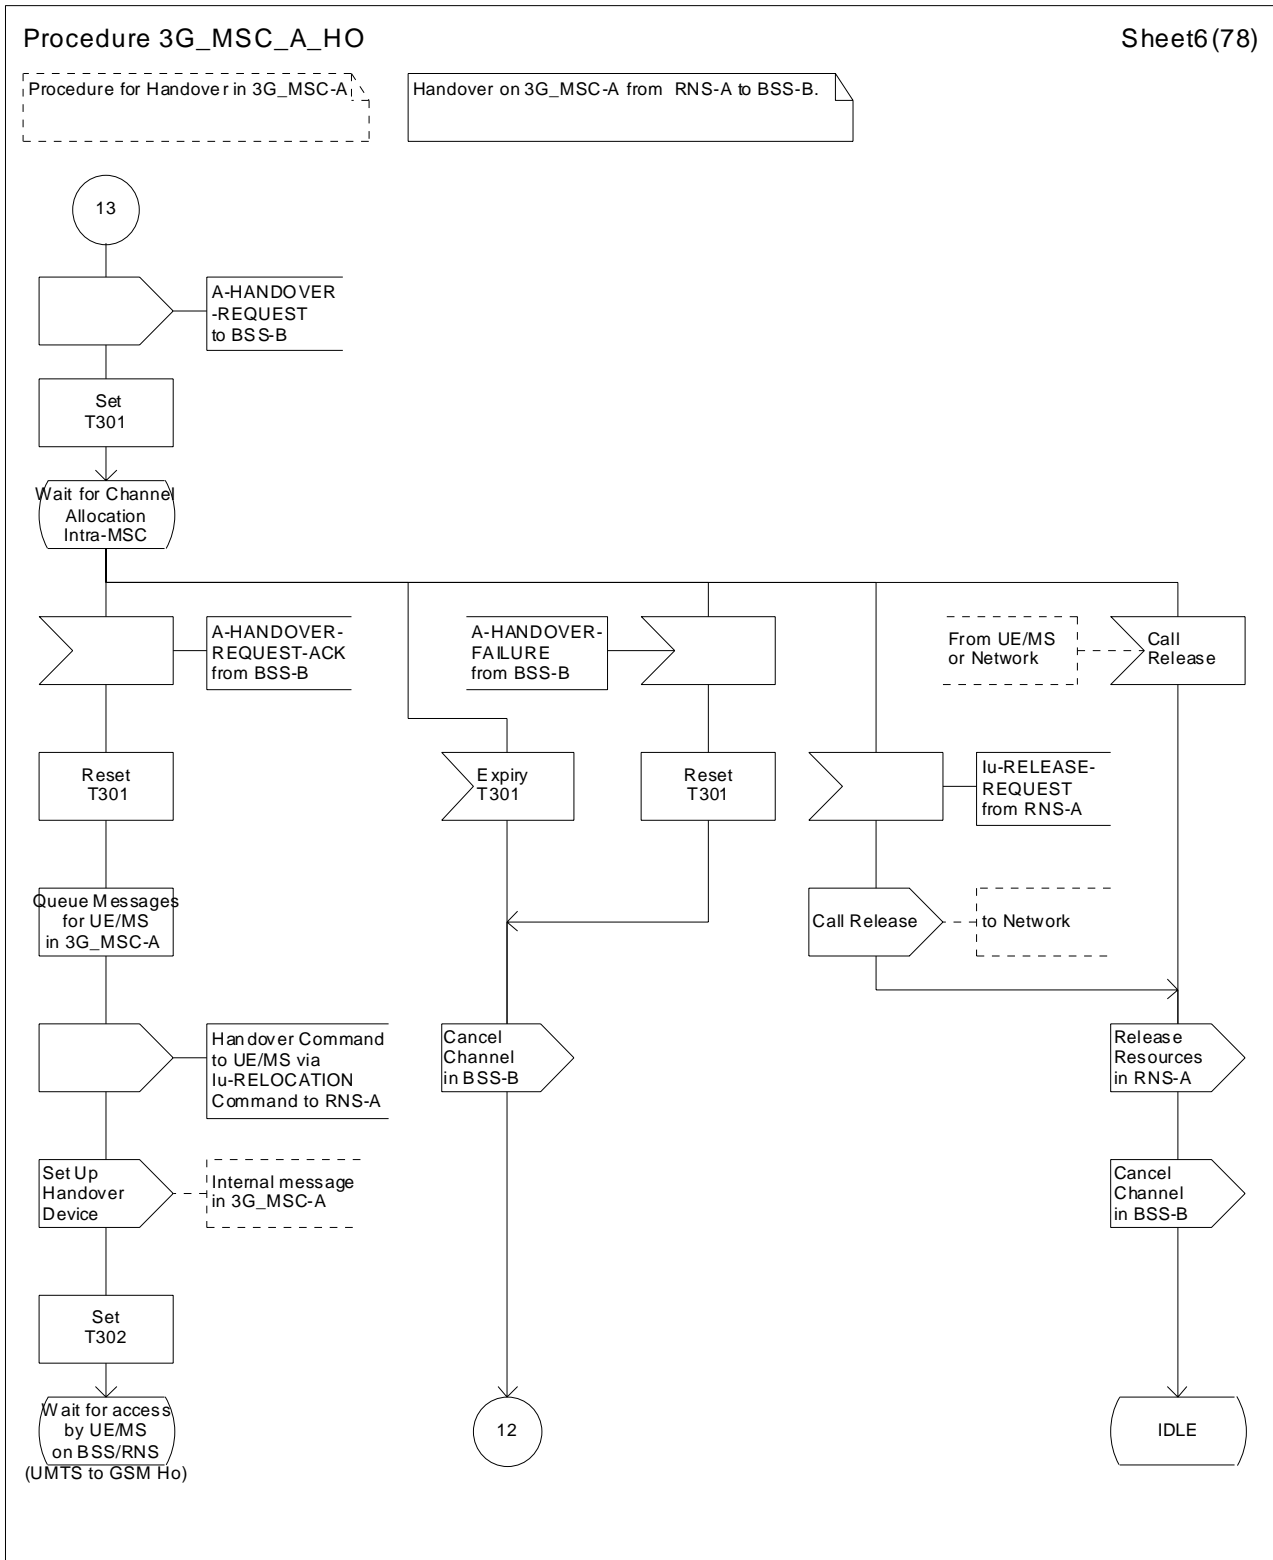 Procedure 3G_MSC_A_HO
Sheet6(78)
Procedure for Handover in 3G_MSC-A
Handover on 3G_MSC-A from RNS-A to BSS-B.
13
A-HANDOVER
-REQUEST
to BSS-B
Set
T301
Wait for Channel
Allocation
Intra-MSC
A-HANDOVER-
REQUEST-ACK
from BSS-B
A-HANDOVER-
FAILURE
from BSS-B
From UE/MS
or Network
Call
Release
Reset
T301
Expiry
T301
Reset
T301
Iu-RELEASE-
REQUEST
from RNS-A
Queue Messages
for UE/MS
in 3G_MSC-A
Call Release
to Network
Handover Command
to UE/MS via
Iu-RELOCATION
Command to RNS-A
Cancel
Channel
in BSS-B
Release
Resources
in RNS-A
Set Up
Handover
Device
Internal message
in 3G_MSC-A
Cancel
Channel
in BSS-B
Set
T302
Wait for access
by UE/MS
on BSS/RNS
(UMTS to GSM Ho)
12
IDLE